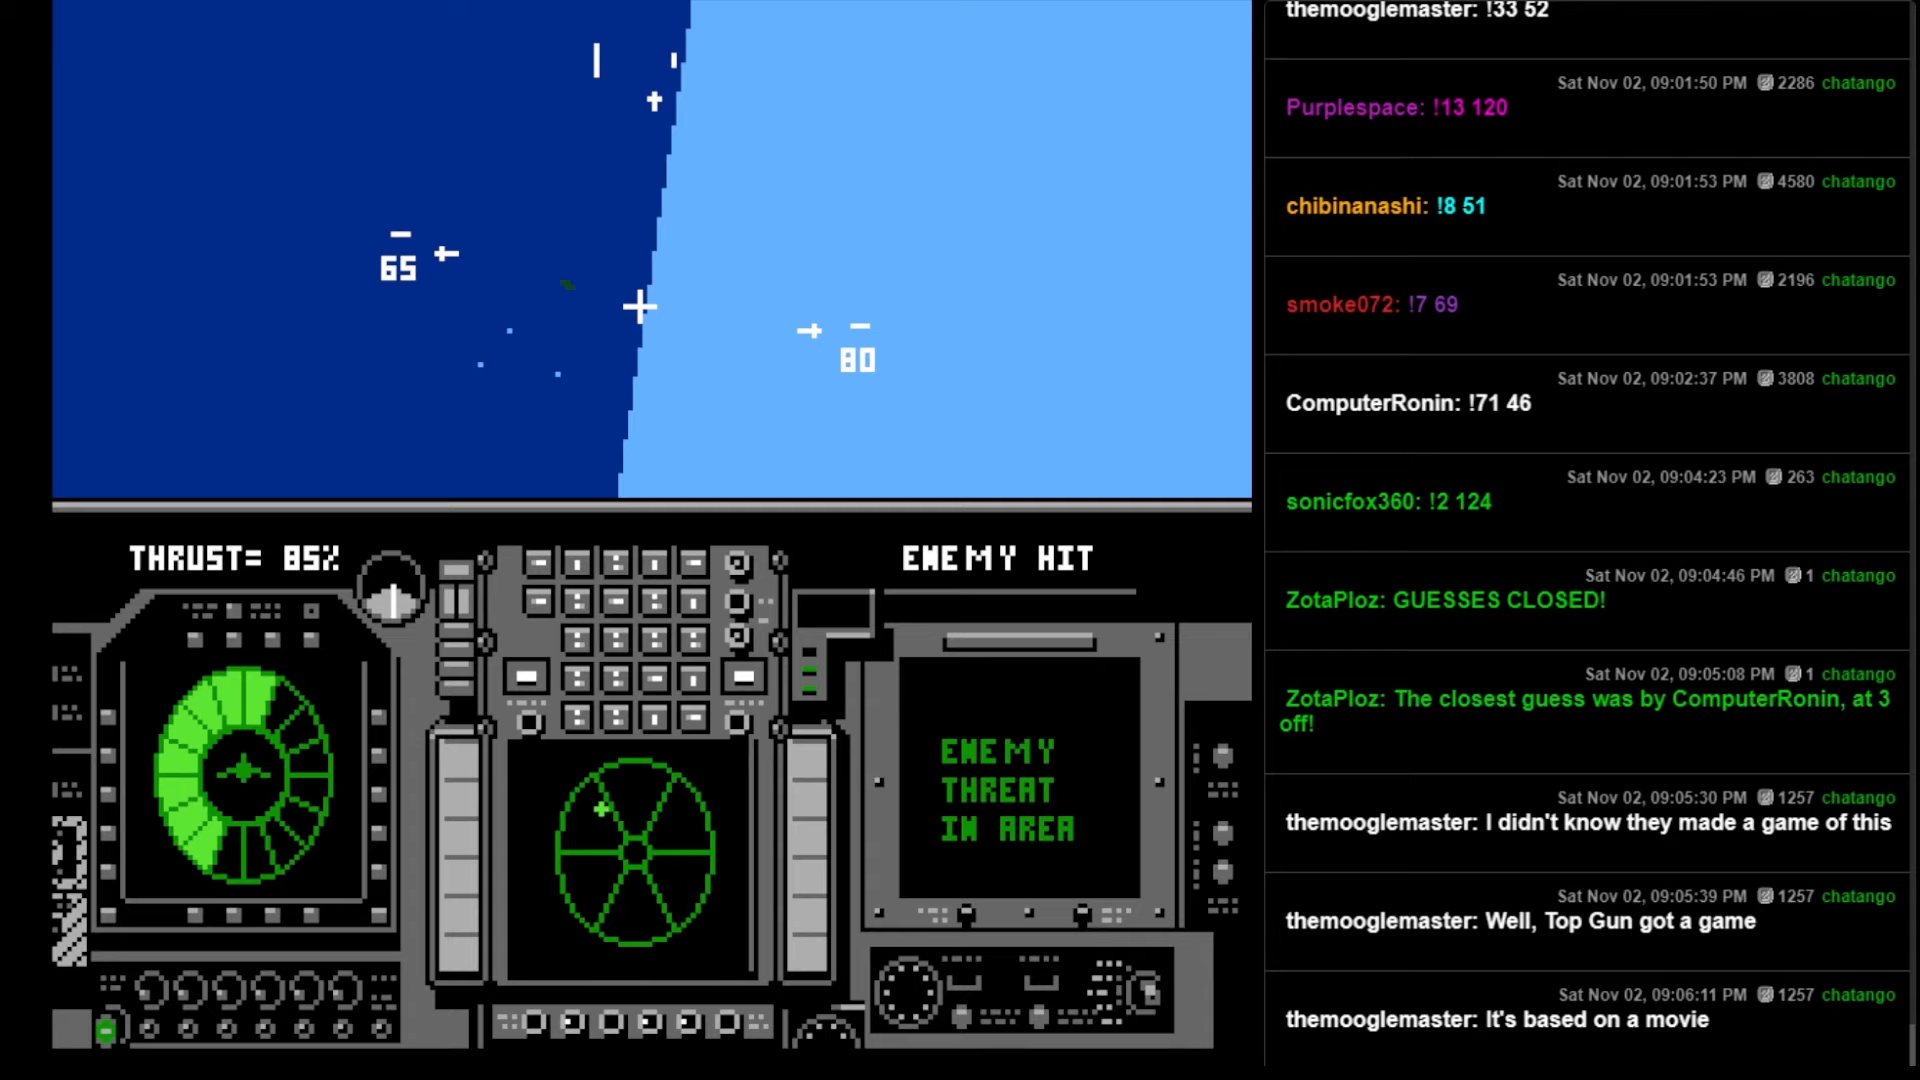 65
80
THRUST= 85%
ENEMY HIT
ENEMY
THREAT
IN AREA
themooglemaster: !33 52
Sat Nov 02, 09:01:50 PM 2286 chatango
Purplespace: !13 120
Sat Nov 02, 09:01:53 PM 4580 chatango
chibinanashi: !8 51
Sat Nov 02, 09:01:53 PM 2196 chatango
smoke072: !7 69
Sat Nov 02, 09:02:37 PM 3808 chatango
ComputerRonin: !71 46
Sat Nov 02, 09:04:23 PM 263 chatango
sonicfox360: !2 124
Sat Nov 02, 09:04:46 PM 1 chatango
ZotaPloz: GUESSES CLOSED!
Sat Nov 02, 09:05:08 PM 1 chatango
ZotaPloz: The closest guess was by ComputerRonin, at 3
off!
Sat Nov 02, 09:05:30 PM 1257 chatango
themooglemaster: I didn't know they made a game of this
Sat Nov 02, 09:05:39 PM 1257 chatango
themooglemaster: Well, Top Gun got a game
Sat Nov 02, 09:06:11 PM 1257 chatango
themooglemaster: It's based on a movie